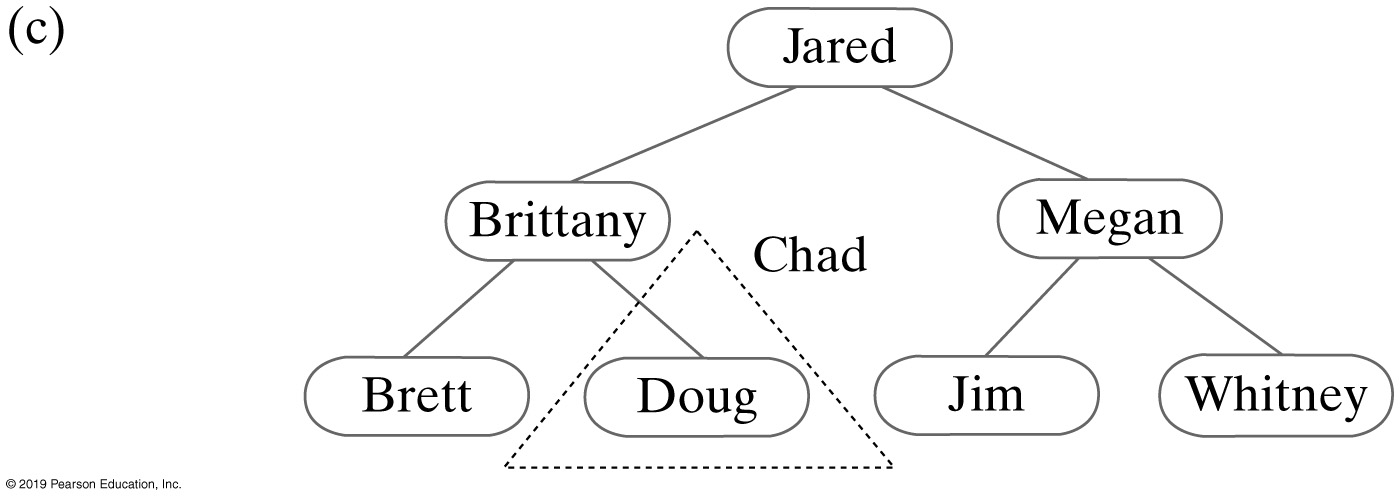 (c)
Jared
Brittany
Chad
Megan
Brett
Doug
Jim
Whitney
© 2019 Pearson Education, Inc.